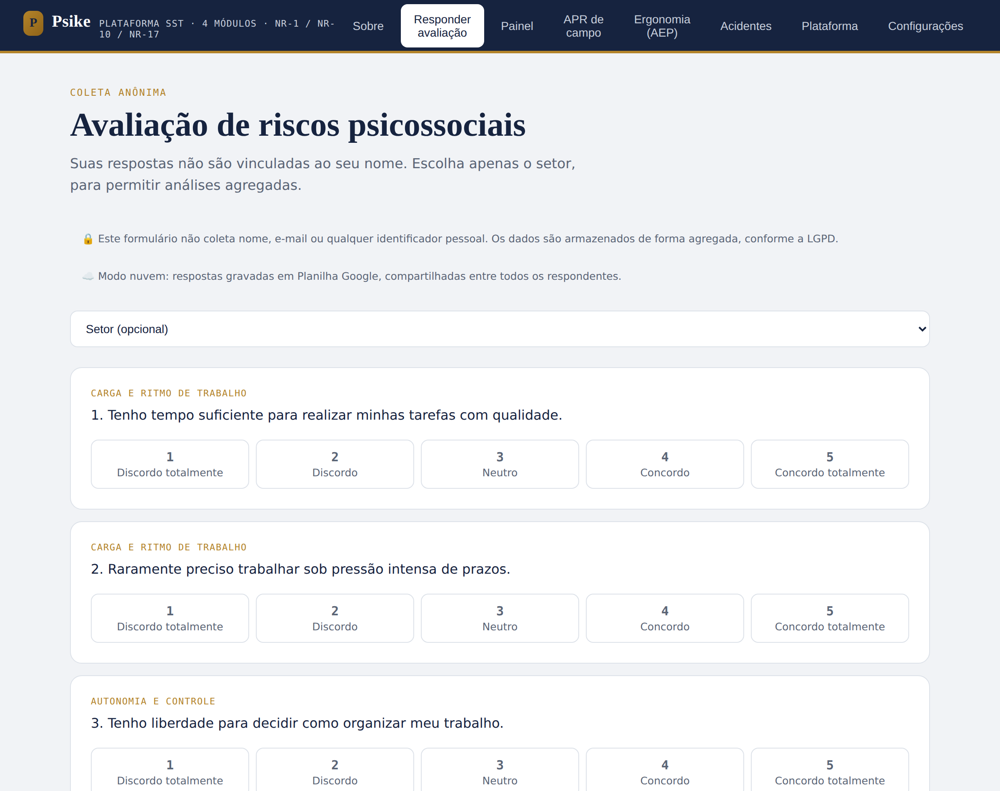 P
Psike
PLATAFORMA SST · 4 MÓDULOS · NR-1 / NR-
10 / NR-17
Sobre
Responder
avaliação
Painel
APR de
campo
Ergonomia
(AEP)
Acidentes
Plataforma
Configurações
COLETA ANÔNIMA
Avaliação de riscos psicossociais
Suas respostas não são vinculadas ao seu nome. Escolha apenas o setor,
para permitir análises agregadas.
🔒 Este formulário não coleta nome, e-mail ou qualquer identificador pessoal. Os dados são armazenados de forma agregada, conforme a LGPD.
☁️ Modo nuvem: respostas gravadas em Planilha Google, compartilhadas entre todos os respondentes.
Setor (opcional)
CARGA E RITMO DE TRABALHO
1. Tenho tempo suficiente para realizar minhas tarefas com qualidade.
1
Discordo totalmente
2
Discordo
3
Neutro
4
Concordo
5
Concordo totalmente
CARGA E RITMO DE TRABALHO
2. Raramente preciso trabalhar sob pressão intensa de prazos.
1
Discordo totalmente
2
Discordo
3
Neutro
4
Concordo
5
Concordo totalmente
AUTONOMIA E CONTROLE
3. Tenho liberdade para decidir como organizar meu trabalho.
1
Discordo totalmente
2
Discordo
3
Neutro
4
Concordo
5
Concordo totalmente